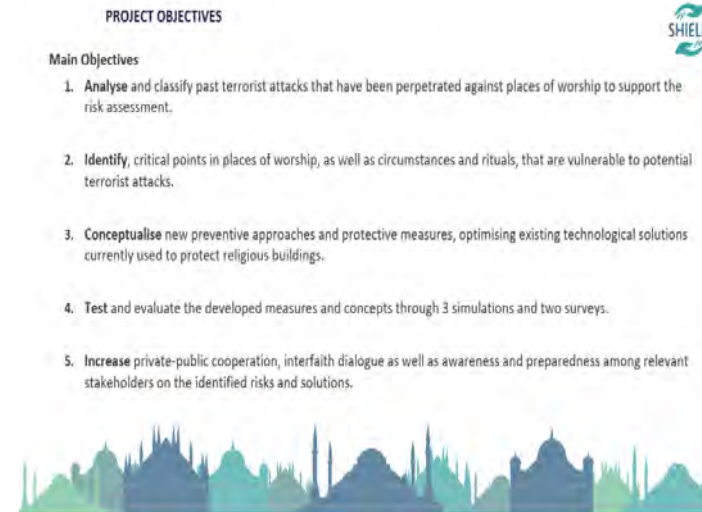 PROJECT OBJECTIVES
SHIEL
Main Objectives
1. Analyse and classify past terrorist attacks that have been perpetrated against places of worship to support the
risk assessment.
2. Identify, critical points in places of worship, as well as circumstances and rituals, that are vulnerable to potential
terrorist attacks.
3. Conceptualise new preventive approaches and protective measures, optimising existing technological solutions
currently used to protect religious buildings.
4. Test and evaluate the developed measures and concepts through 3 simulations and two surveys.
5. Increase private-public cooperation, interfaith dialogue as well as awareness and preparedness among relevant
stakeholders on the identified risks and solutions.